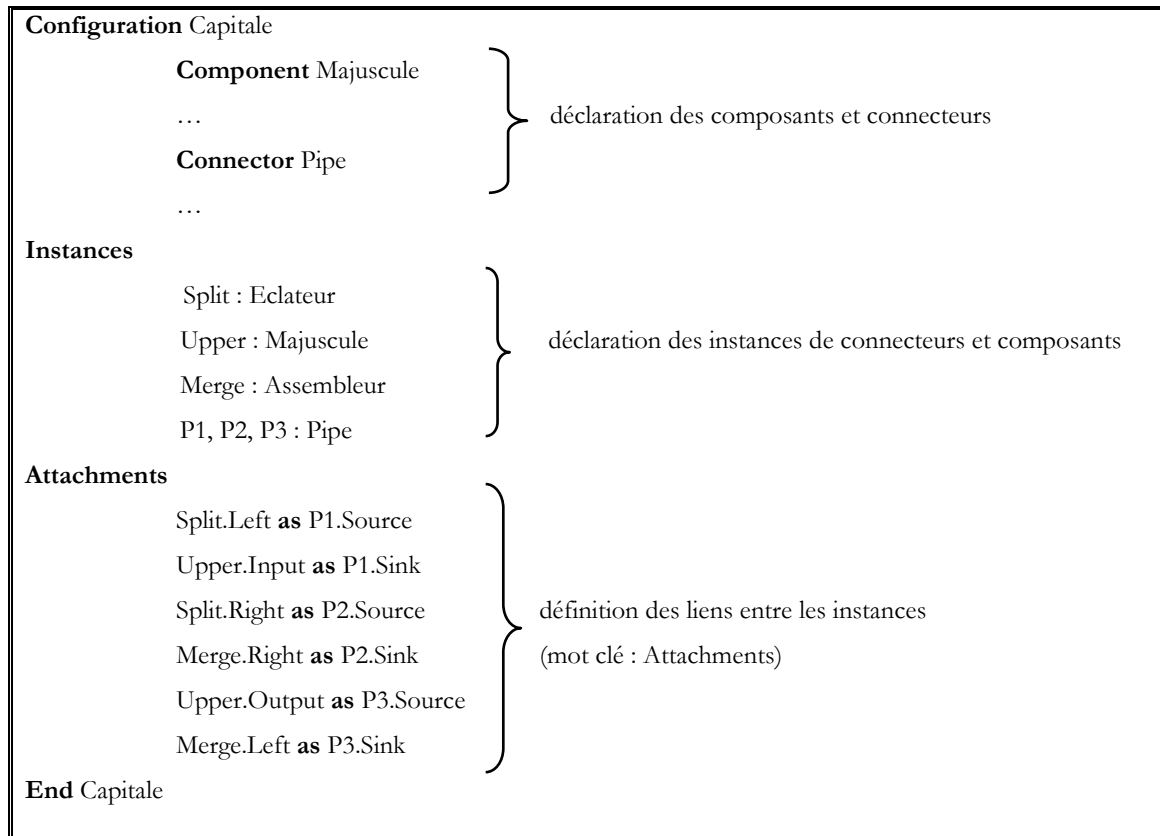 Configuration Capitale
Component Majuscule
…
déclaration des composants et connecteurs
Connector Pipe
…
Instances
Split : Eclateur
Upper : Majuscule
déclaration des instances de connecteurs et composants
Merge : Assembleur
P1, P2, P3 : Pipe
Attachments
Split.Left as P1.Source
Upper.Input as P1.Sink
Split.Right as P2.Source
définition des liens entre les instances
Merge.Right as P2.Sink
(mot clé : Attachments)
Upper.Output as P3.Source
Merge.Left as P3.Sink
End Capitale